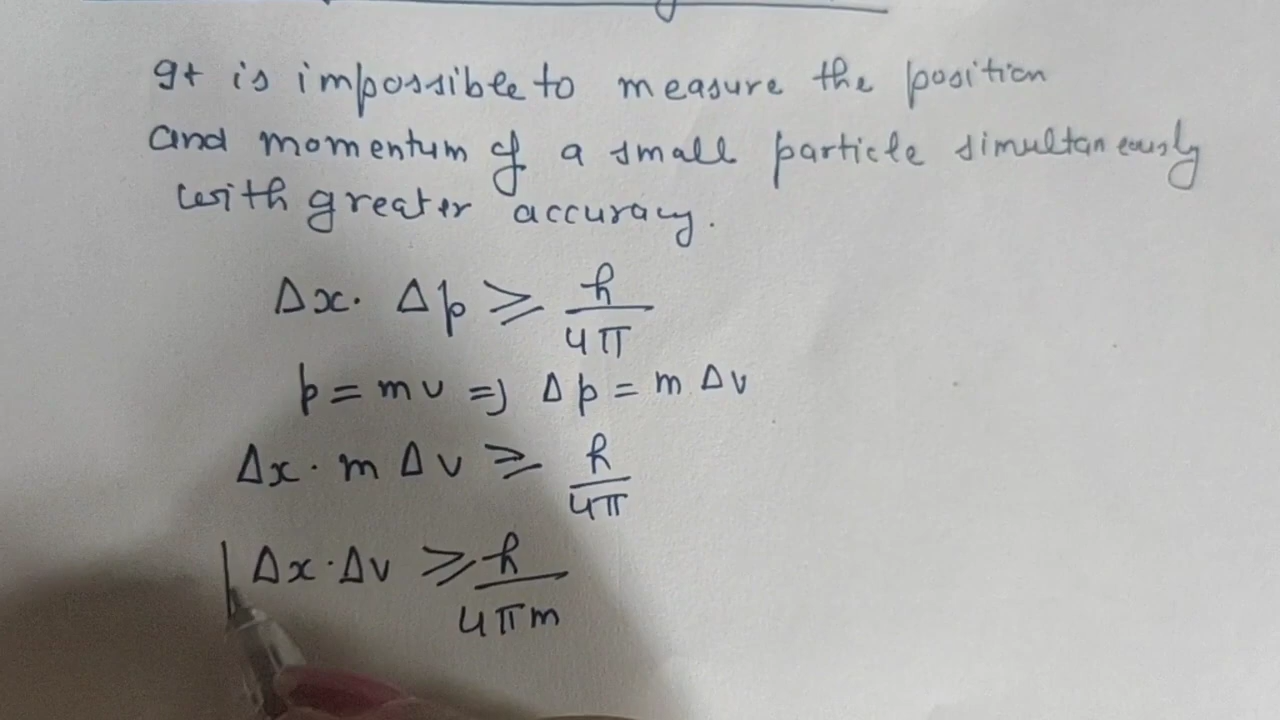 It is impossible to measure the position
and momentum of a small particle simultaneously
with greater accuracy.
Δx · Δp ≥ h/4π
p = mv ⇒ Δp = m Δv
Δx · m Δv ≥ h/4π
Δx · Δv ≥ h/4πm